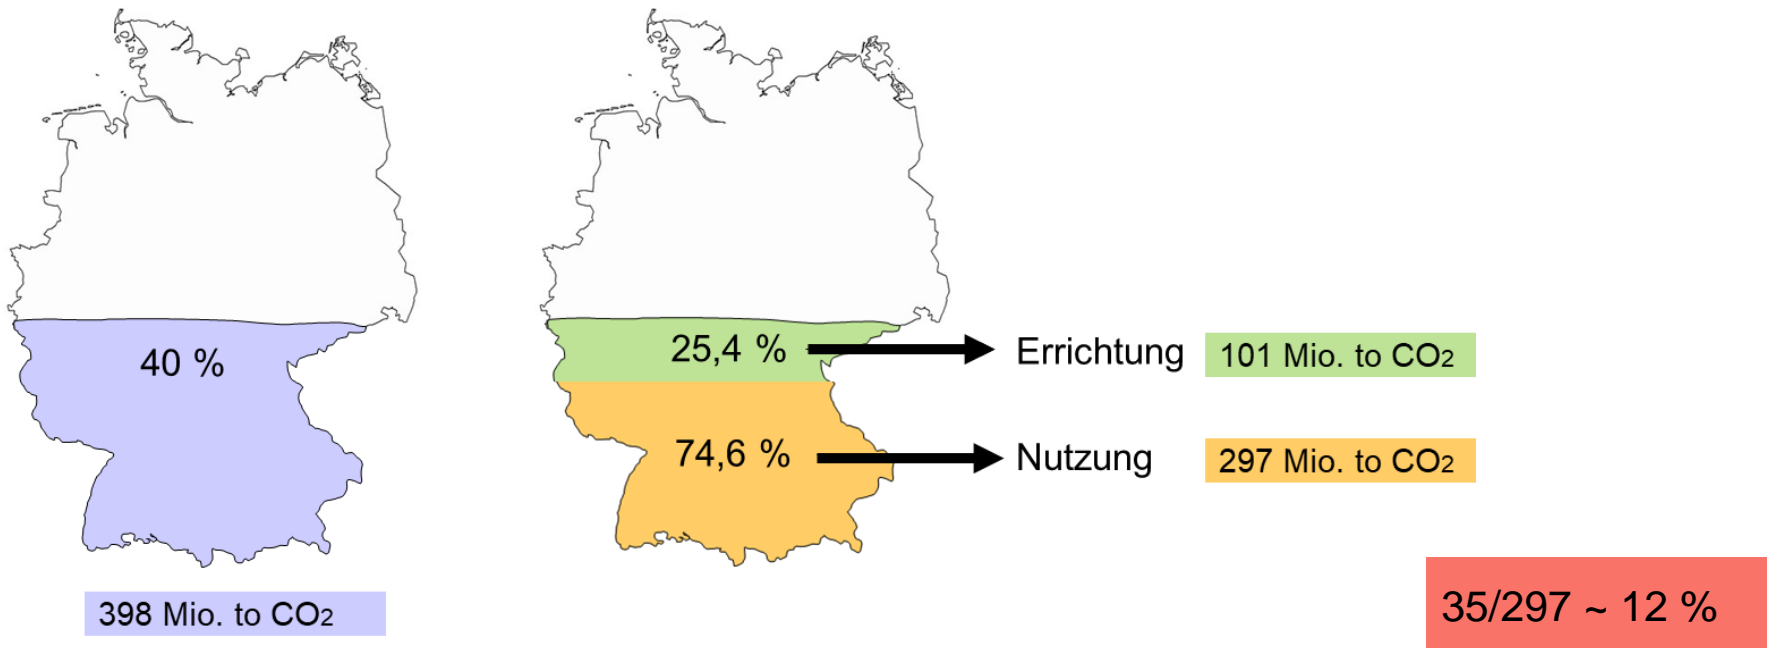 40 %
398 Mio. to CO2
25,4 %
Errichtung
101 Mio. to CO2
74,6 %
Nutzung
297 Mio. to CO2
35/297 ~ 12 %